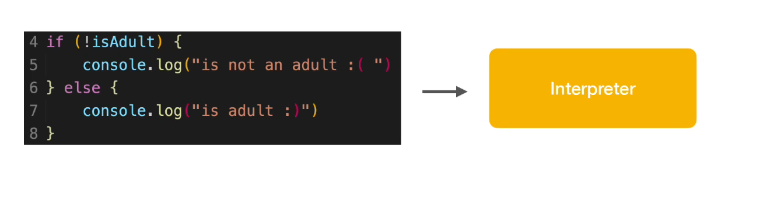 4 if (!isAdult) {
5     console.log("is not an adult :( ")
6 } else {
7     console.log("is adult :)")
8 }
Interpreter